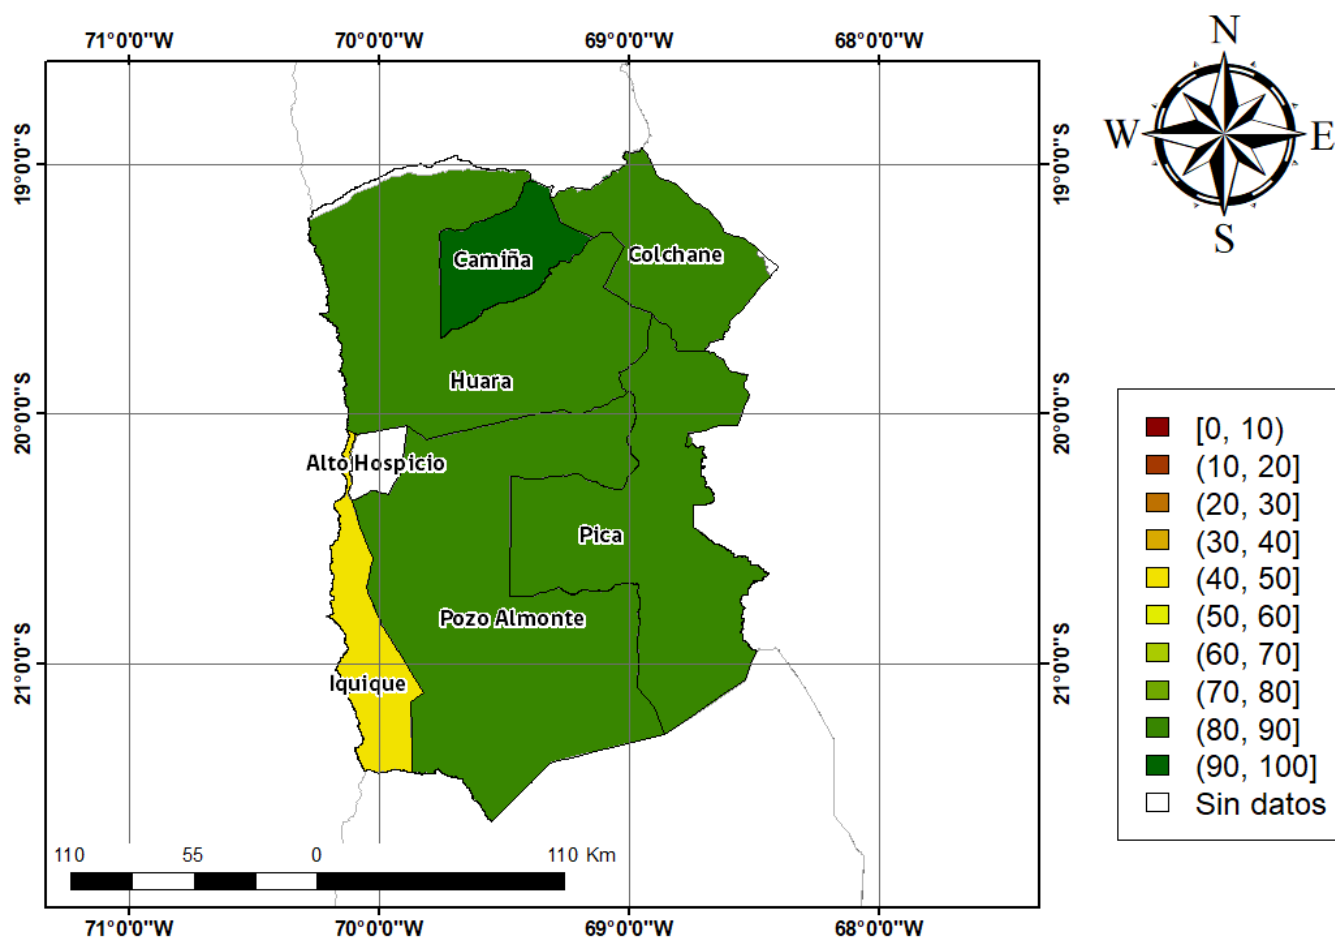 71°0'0"W 70°0'0"W 69°0'0"W 68°0'0"W
N
W E
S
19°0'0"S 19°0'0"S
Camiña
Colchane
Huara
20°0'0"S 20°0'0"S
Alto Hospicio
Pica
Pozo Almonte
21°0'0"S 21°0'0"S
Iquique
[0, 10)
(10, 20]
(20, 30]
(30, 40]
(40, 50]
(50, 60]
(60, 70]
(70, 80]
(80, 90]
(90, 100]
Sin datos
110 55 0 110 Km
71°0'0"W 70°0'0"W 69°0'0"W 68°0'0"W